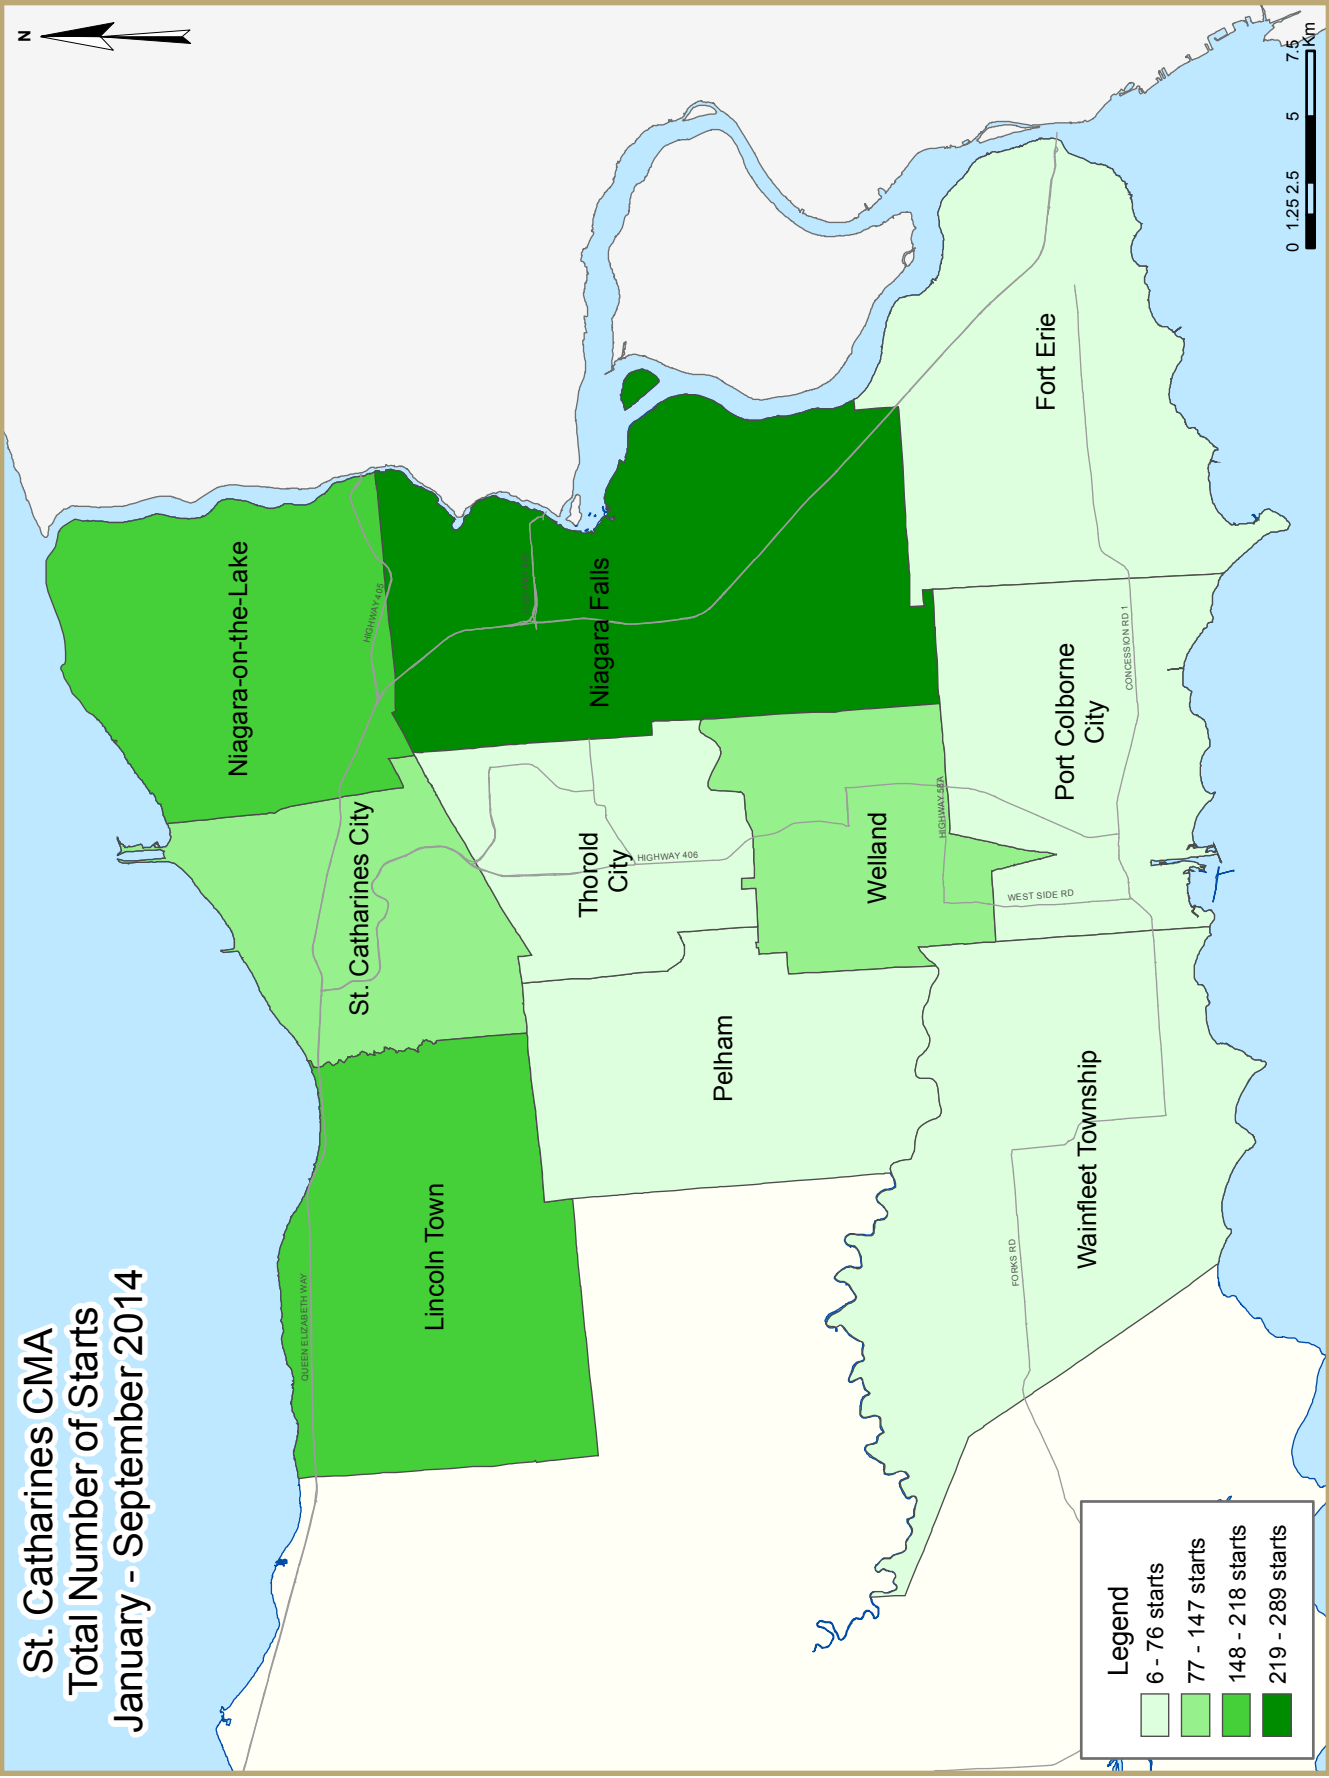 St. Catharines CMA
Total Number of Starts
January - September 2014
N
Niagara-on-the-Lake
HIGHWAY 405
St. Catharines City
QUEEN ELIZABETH WAY
Lincoln Town
Niagara Falls
Thorold
City
HIGHWAY 406
Pelham
Welland
HIGHWAY 58A
WEST SIDE RD
Fort Erie
Port Colborne
City
CONCESSION RD 1
Wainfleet Township
FORKS RD
Legend
6 - 76 starts
77 - 147 starts
148 - 218 starts
219 - 289 starts
0 1.25 2.5 5 7.5
Km